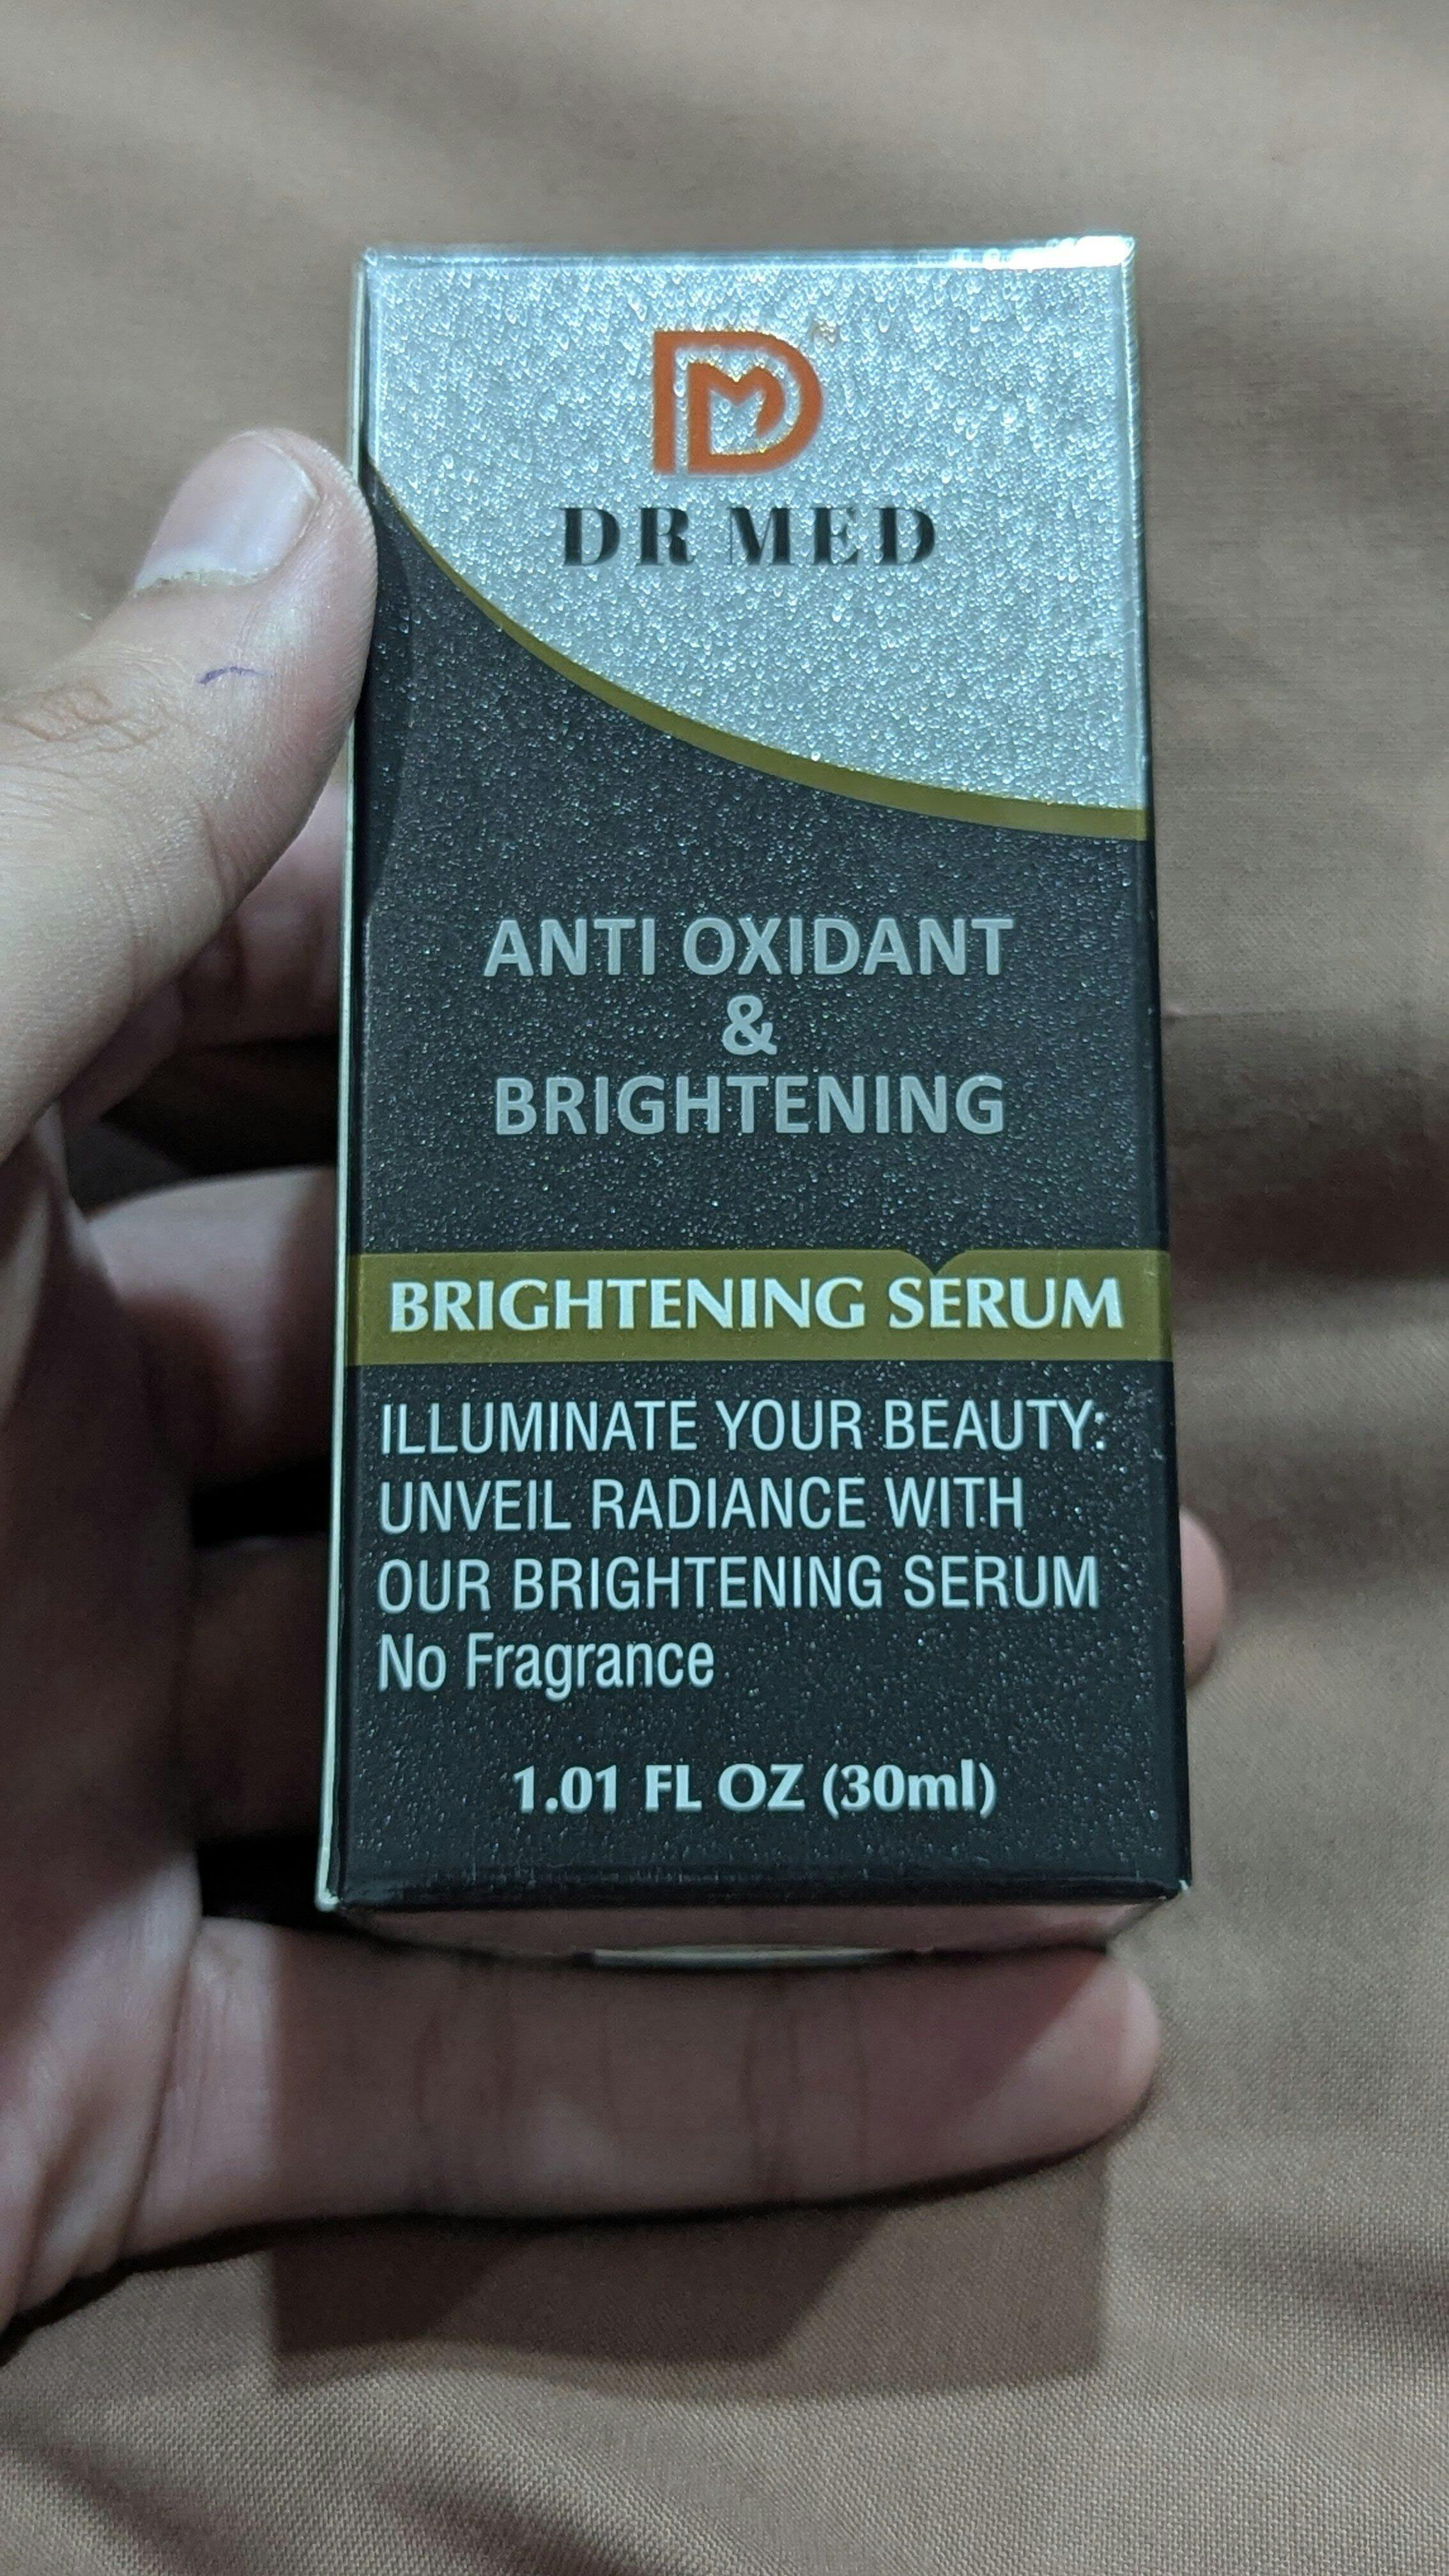 DR MED
ANTI OXIDANT
&
BRIGHTENING
BRIGHTENING SERUM
ILLUMINATE YOUR BEAUTY:
UNVEIL RADIANCE WITH
OUR BRIGHTENING SERUM
No Fragrance
1.01 FL OZ (30ml)